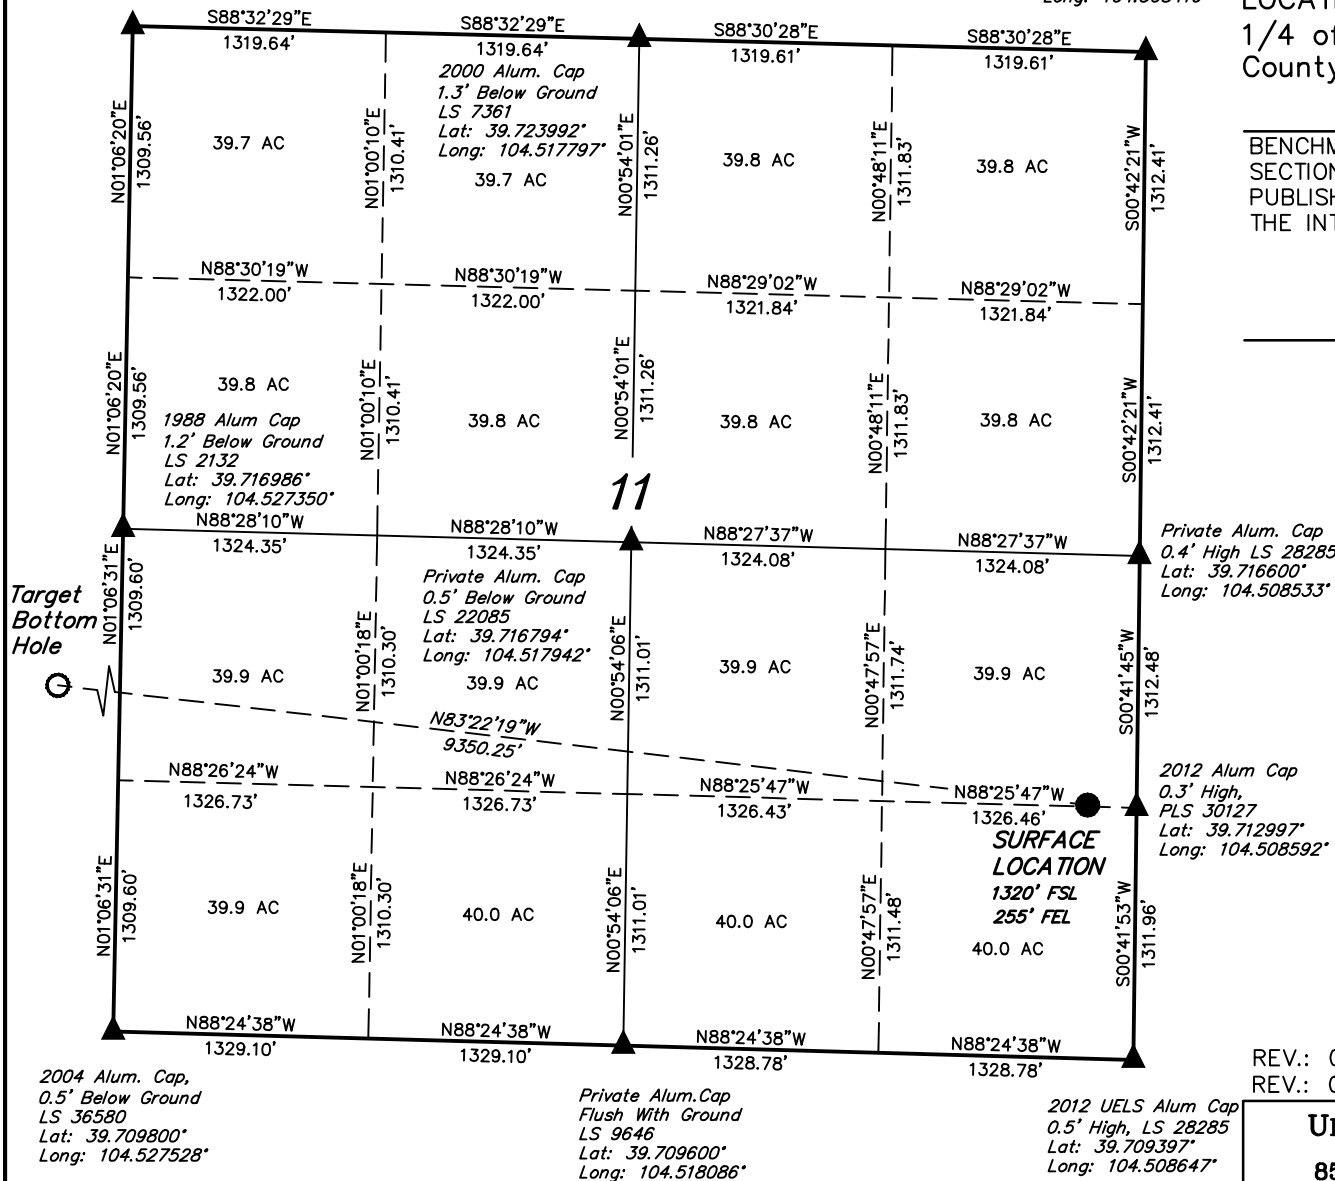 S88°32'29"E
1319.64'
S88°32'29"E
1319.64'
S88°30'28"E
1319.61'
S88°30'28"E
1319.61'
LOCATI
1/4 of
County
2000 Alum. Cap
1.3' Below Ground
LS 7361
Lat: 39.723992°
Long: 104.517797°
N01°06'20"E
1309.56'
39.7 AC
N01°00'10"E
1310.41'
39.7 AC
N00°54'01"E
1311.26'
39.8 AC
N00°48'11"E
1311.83'
39.8 AC
S00°42'21"W
1312.41'
BENCHM
SECTION
PUBLISH
THE INT
N88°30'19"W
1322.00'
N88°30'19"W
1322.00'
N88°29'02"W
1321.84'
N88°29'02"W
1321.84'
N01°06'20"E
1309.56'
39.8 AC
N01°00'10"E
1310.41'
39.8 AC
N00°54'01"E
1311.26'
39.8 AC
N00°48'11"E
1311.83'
39.8 AC
S00°42'21"W
1312.41'
1988 Alum Cap
1.2' Below Ground
LS 2132
Lat: 39.716986°
Long: 104.527350°
11
N88°28'10"W
1324.35'
N88°28'10"W
1324.35'
N88°27'37"W
1324.08'
N88°27'37"W
1324.08'
Private Alum. Cap
0.4' High LS 28285
Lat: 39.716600°
Long: 104.508533°
Private Alum. Cap
0.5' Below Ground
LS 22085
Lat: 39.716794°
Long: 104.517942°
Target
Bottom
Hole
N01°06'31"E
1309.60'
39.9 AC
N01°00'18"E
1310.30'
39.9 AC
N00°54'06"E
1311.01'
39.9 AC
N00°47'57"E
1311.74'
39.9 AC
S00°41'45"W
1312.48'
N83°22'19"W
9350.25'
N88°26'24"W
1326.73'
N88°26'24"W
1326.73'
N88°25'47"W
1326.43'
N88°25'47"W
1326.46'
2012 Alum Cap
0.3' High,
PLS 30127
Lat: 39.712997°
Long: 104.508592°
SURFACE
LOCATION
1320' FSL
255' FEL
N01°06'31"E
1309.60'
39.9 AC
N01°00'18"E
1310.30'
40.0 AC
N00°54'06"E
1311.01'
40.0 AC
N00°47'57"E
1311.48'
40.0 AC
S00°41'53"W
1311.96'
N88°24'38"W
1329.10'
N88°24'38"W
1329.10'
N88°24'38"W
1328.78'
N88°24'38"W
1328.78'
2004 Alum. Cap,
0.5' Below Ground
LS 36580
Lat: 39.709800°
Long: 104.527528°
Private Alum.Cap
Flush With Ground
LS 9646
Lat: 39.709600°
Long: 104.518086°
2012 UELS Alum Cap
0.5' High, LS 28285
Lat: 39.709397°
Long: 104.508647°
REV.:
REV.:
85